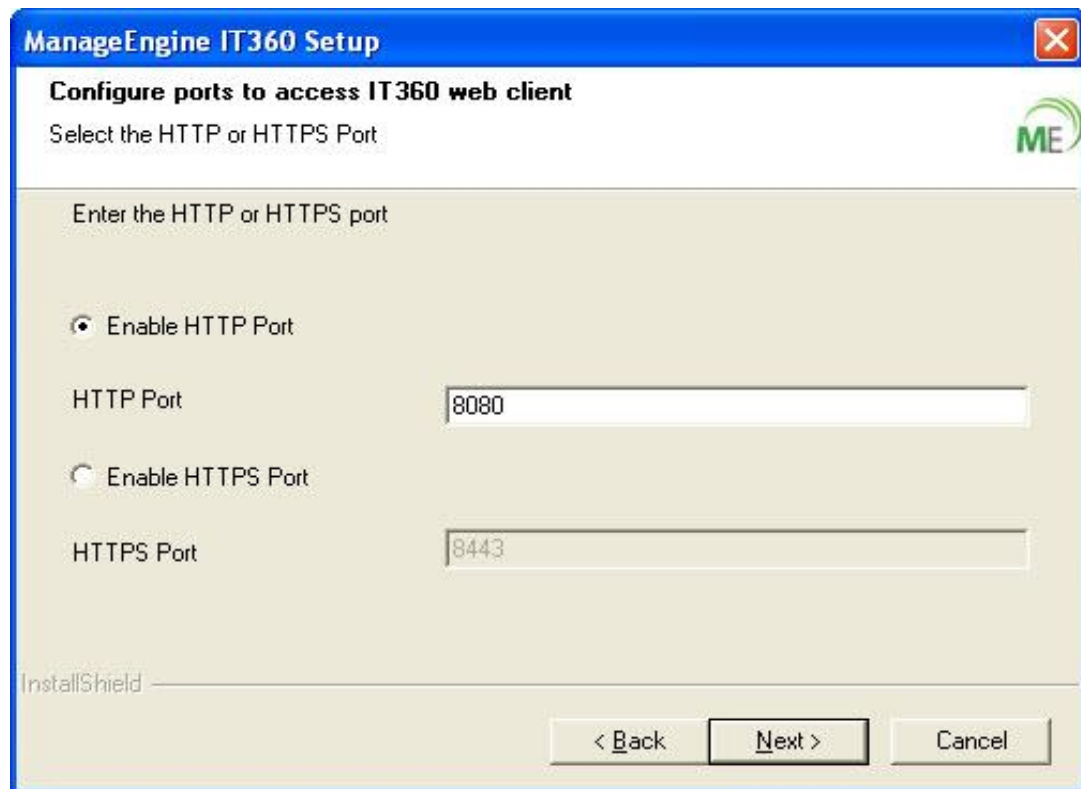 ManageEngine IT360 Setup
Configure ports to access IT360 web client
Select the HTTP or HTTPS Port
ME
Enter the HTTP or HTTPS port
Enable HTTP Port
HTTP Port 8080
Enable HTTPS Port
HTTPS Port 8443
InstallShield
< Back Next > Cancel